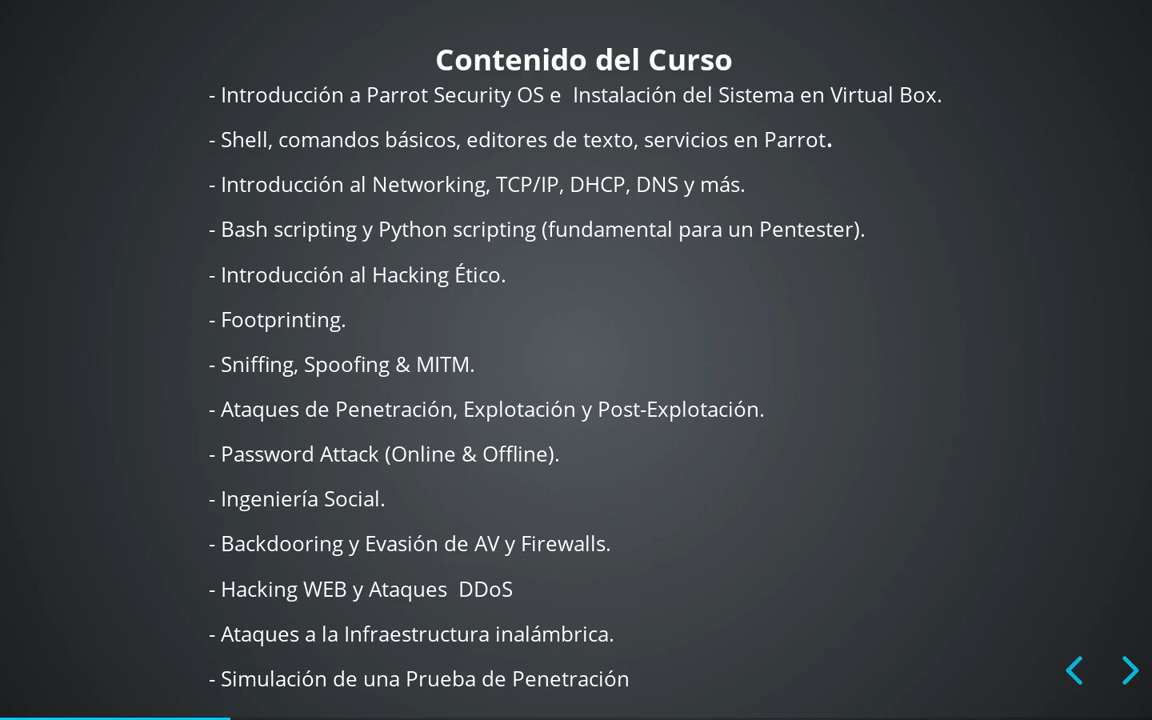 Contenido del Curso
- Introducción a Parrot Security OS e  Instalación del Sistema en Virtual Box.
- Shell, comandos básicos, editores de texto, servicios en Parrot.
- Introducción al Networking, TCP/IP, DHCP, DNS y más.
- Bash scripting y Python scripting (fundamental para un Pentester).
- Introducción al Hacking Ético.
- Footprinting.
- Sniffing, Spoofing & MITM.
- Ataques de Penetración, Explotación y Post-Explotación.
- Password Attack (Online & Offline).
- Ingeniería Social.
- Backdooring y Evasión de AV y Firewalls.
- Hacking WEB y Ataques  DDoS
- Ataques a la Infraestructura inalámbrica.
- Simulación de una Prueba de Penetración